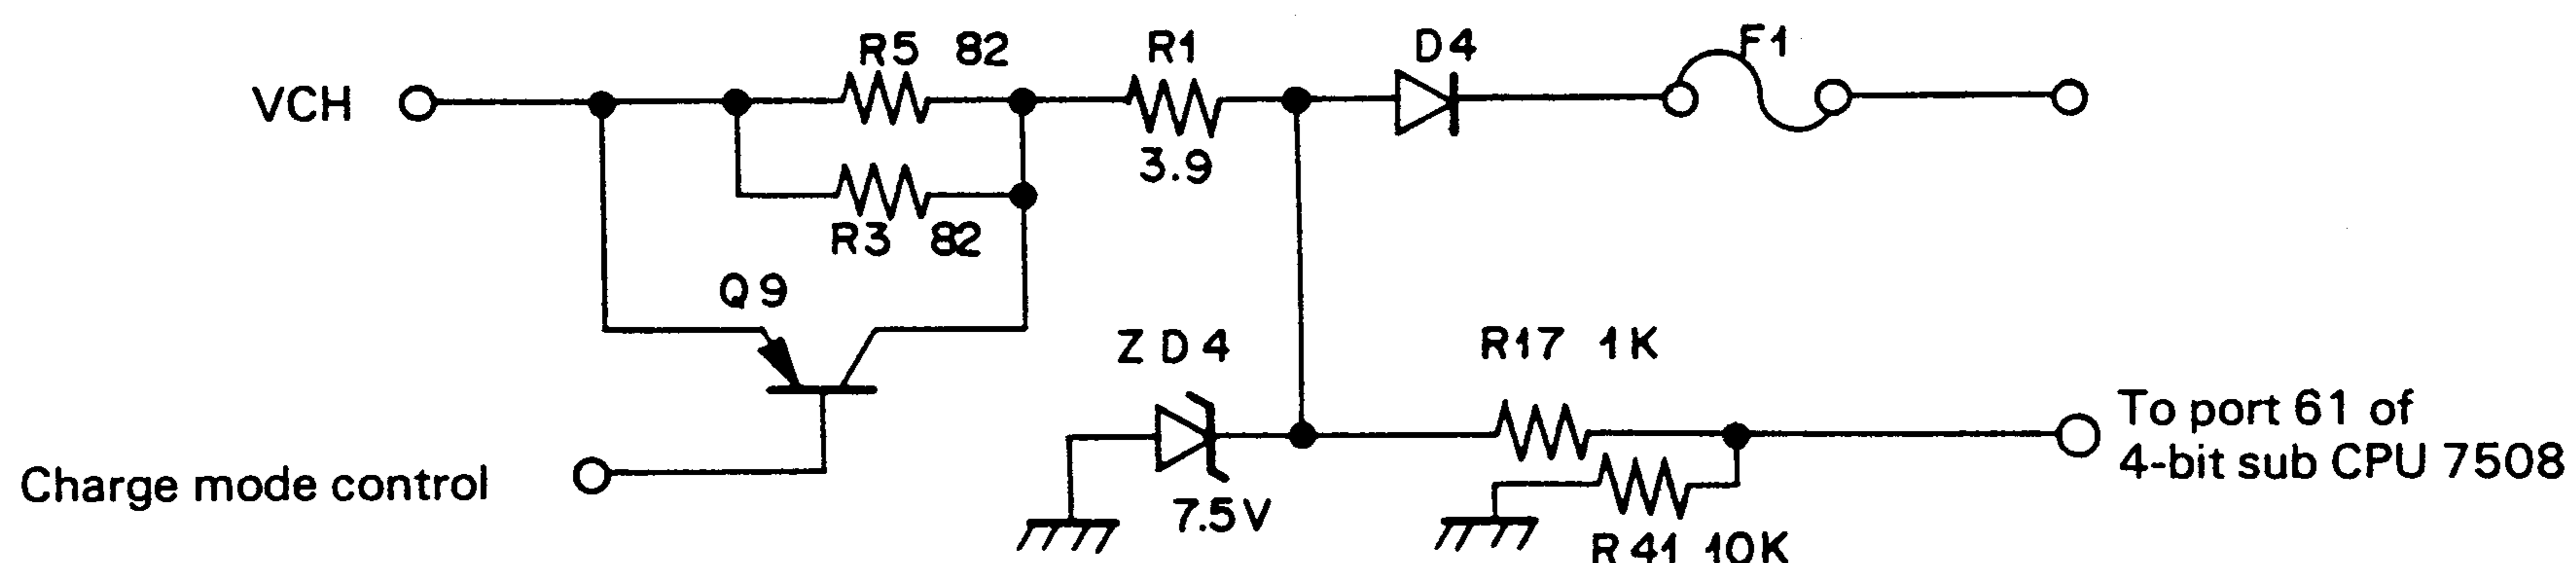 R5 82
R1
D4
F1
VCH
3.9
R3 82
Q9
ZD4
R17 1K
To port 61 of
4-bit sub CPU 7508
Charge mode control
7.5V
R41 10K